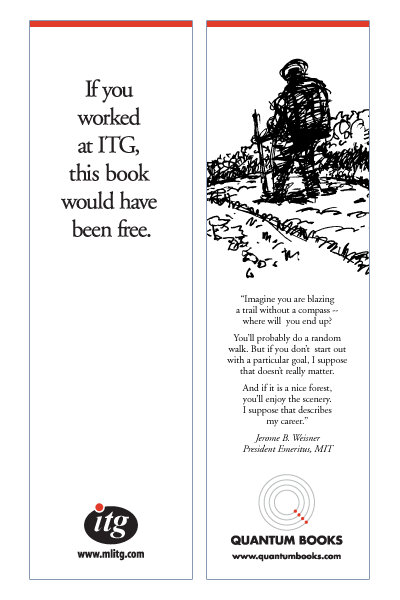 If you
worked
at ITG,
this book
would have
been free.
itg
www.mlitg.com
“Imagine you are blazing
a trail without a compass --
where will you end up?
You’ll probably do a random
walk. But if you don’t start out
with a particular goal, I suppose
that doesn’t really matter.
And if it is a nice forest,
you’ll enjoy the scenery.
I suppose that describes
my career.”
Jerome B. Weisner
President Emeritus, MIT
QUANTUM BOOKS
www.quantumbooks.com